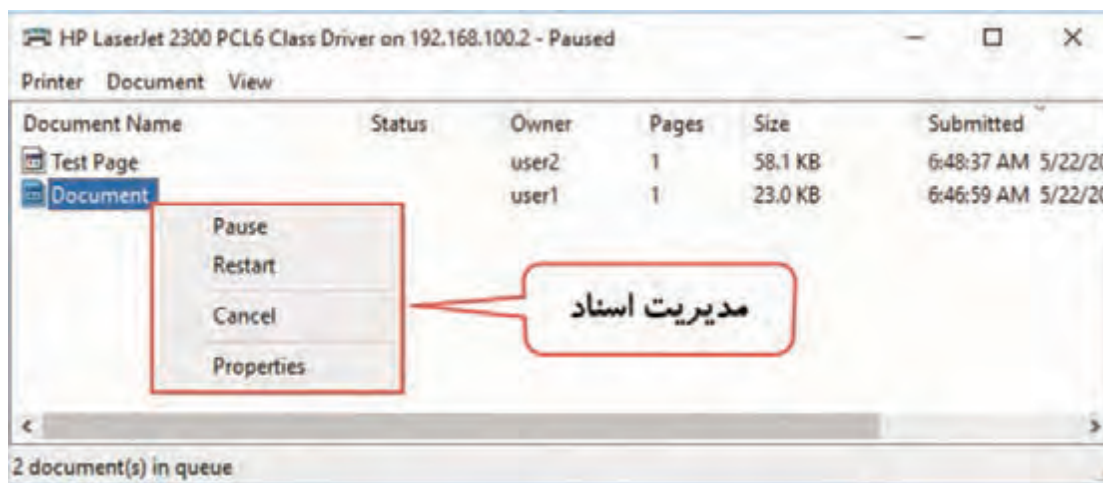 HP LaserJet 2300 PCL6 Class Driver on 192.168.100.2 - Paused
Printer Document View
Document Name Status Owner Pages Size Submitted
Test Page user2 1 58.1 KB 6:48:37 AM 5/22/20
Document user1 1 23.0 KB 6:46:59 AM 5/22/20
Pause
Restart
Cancel
Properties
مدیریت اسناد
2 document(s) in queue